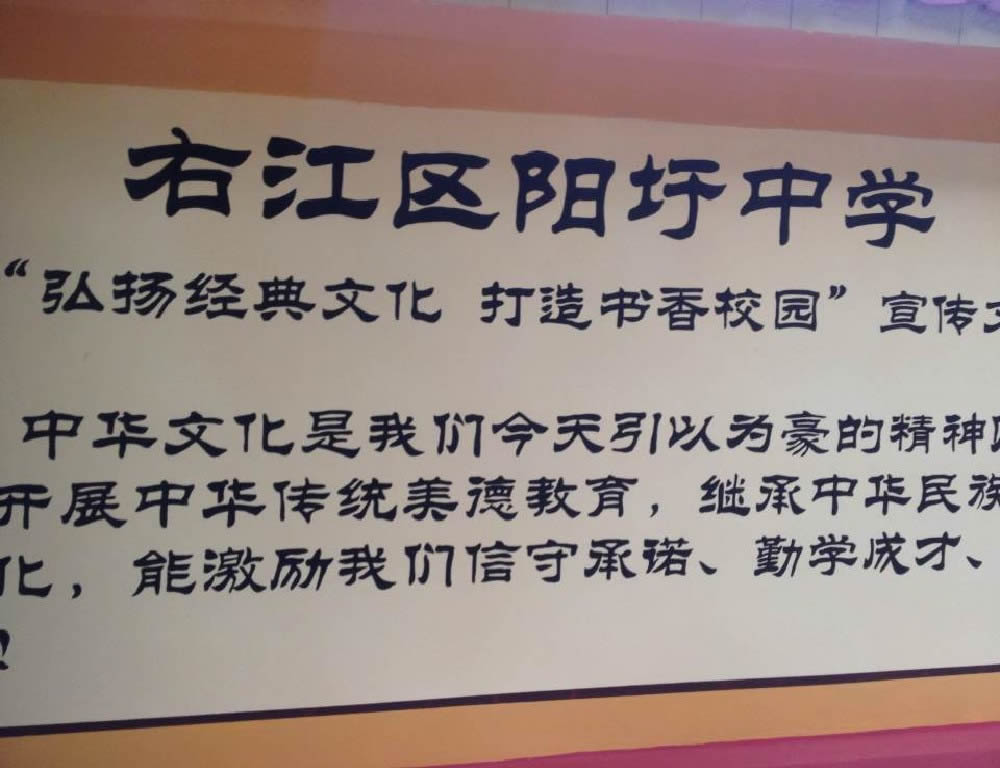 右江区阳圩中学
“弘扬经典文化 打造书香校园”宣传
中华文化是我们今天引以为豪的精神
开展中华传统美德教育，继承中华民族
化，能激励我们信守承诺、勤学成才、